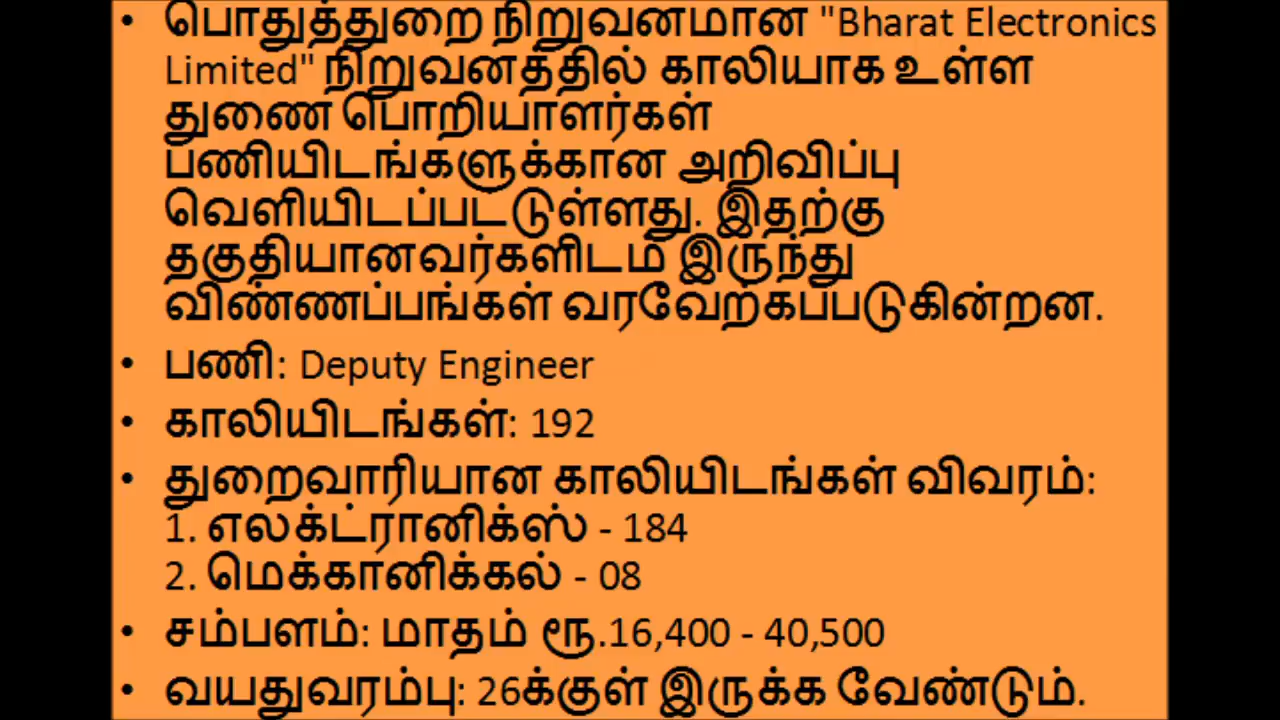 • பொதுத்துறை நிறுவனமான "Bharat Electronics
Limited" நிறுவனத்தில் காலியாக உள்ள
துணை பொறியாளர்கள்
பணியிடங்களுக்கான அறிவிப்பு
வெளியிடப்பட்டுள்ளது. இதற்கு
தகுதியானவர்களிடம் இருந்து
விண்ணப்பங்கள் வரவேற்கப்படுகின்றன.
• பணி: Deputy Engineer
• காலியிடங்கள்: 192
• துறைவாரியான காலியிடங்கள் விவரம்:
1. எலக்ட்ரானிக்ஸ் - 184
2. மெக்கானிக்கல் - 08
• சம்பளம்: மாதம் ரூ.16,400 - 40,500
• வயதுவரம்பு: 26க்குள் இருக்க வேண்டும்.